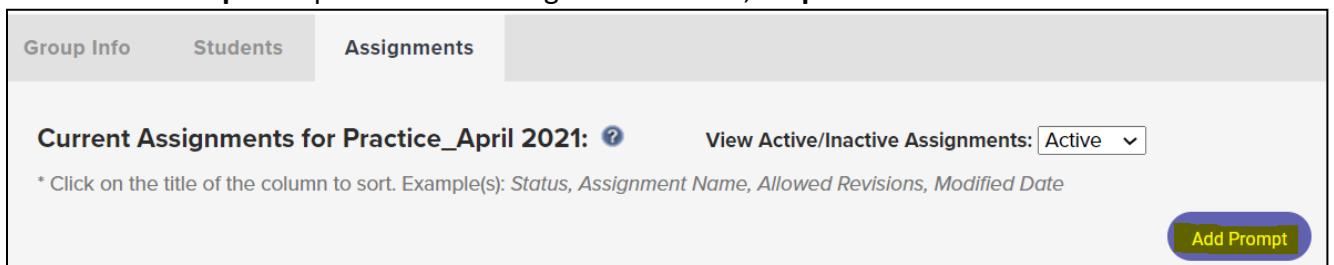 Group Info Students Assignments
Current Assignments for Practice_April 2021: ?
View Active/Inactive Assignments: Active
* Click on the title of the column to sort. Example(s): Status, Assignment Name, Allowed Revisions, Modified Date
Add Prompt